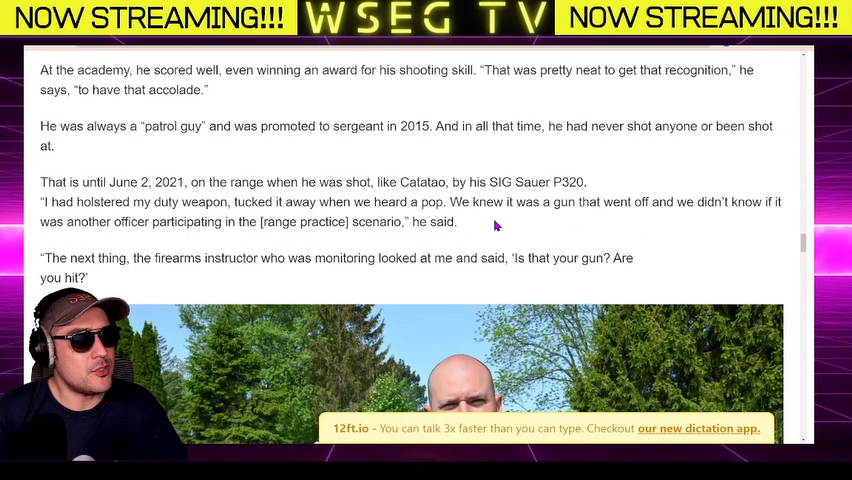 NOW STREAMING!!! WSEG TV NOW STREAMING!!!
At the academy, he scored well, even winning an award for his shooting skill. “That was pretty neat to get that recognition,” he
says, “to have that accolade.”
He was always a “patrol guy” and was promoted to sergeant in 2015. And in all that time, he had never shot anyone or been shot
at.
That is until June 2, 2021, on the range when he was shot, like Catatao, by his SIG Sauer P320.
“I had holstered my duty weapon, tucked it away when we heard a pop. We knew it was a gun that went off and we didn’t know if it
was another officer participating in the [range practice] scenario,” he said.
“The next thing, the firearms instructor who was monitoring looked at me and said, ‘Is that your gun? Are
you hit?’
12ft.io - You can talk 3x faster than you can type. Checkout our new dictation app.